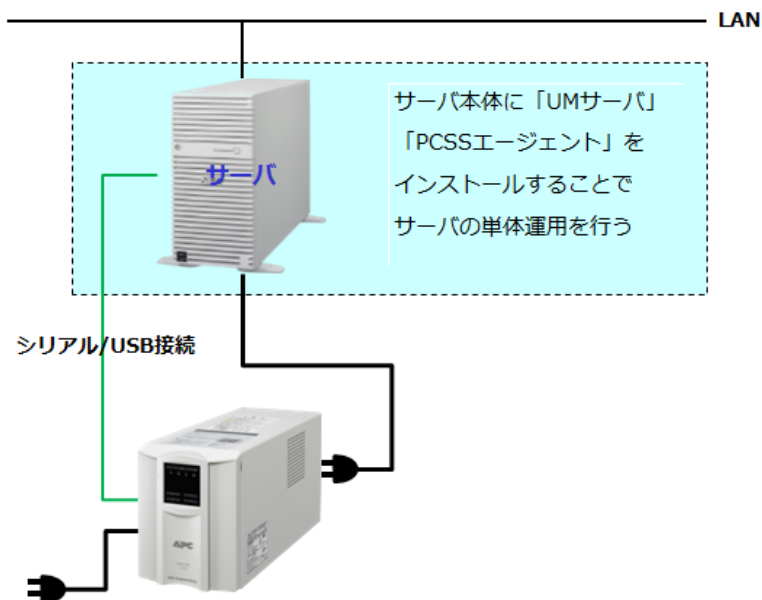 LAN
サーバ本体に「UMサーバ」
「PCSSエージェント」を
インストールすることで
サーバの単体運用を行う
サーバ
シリアル/USB接続
APC